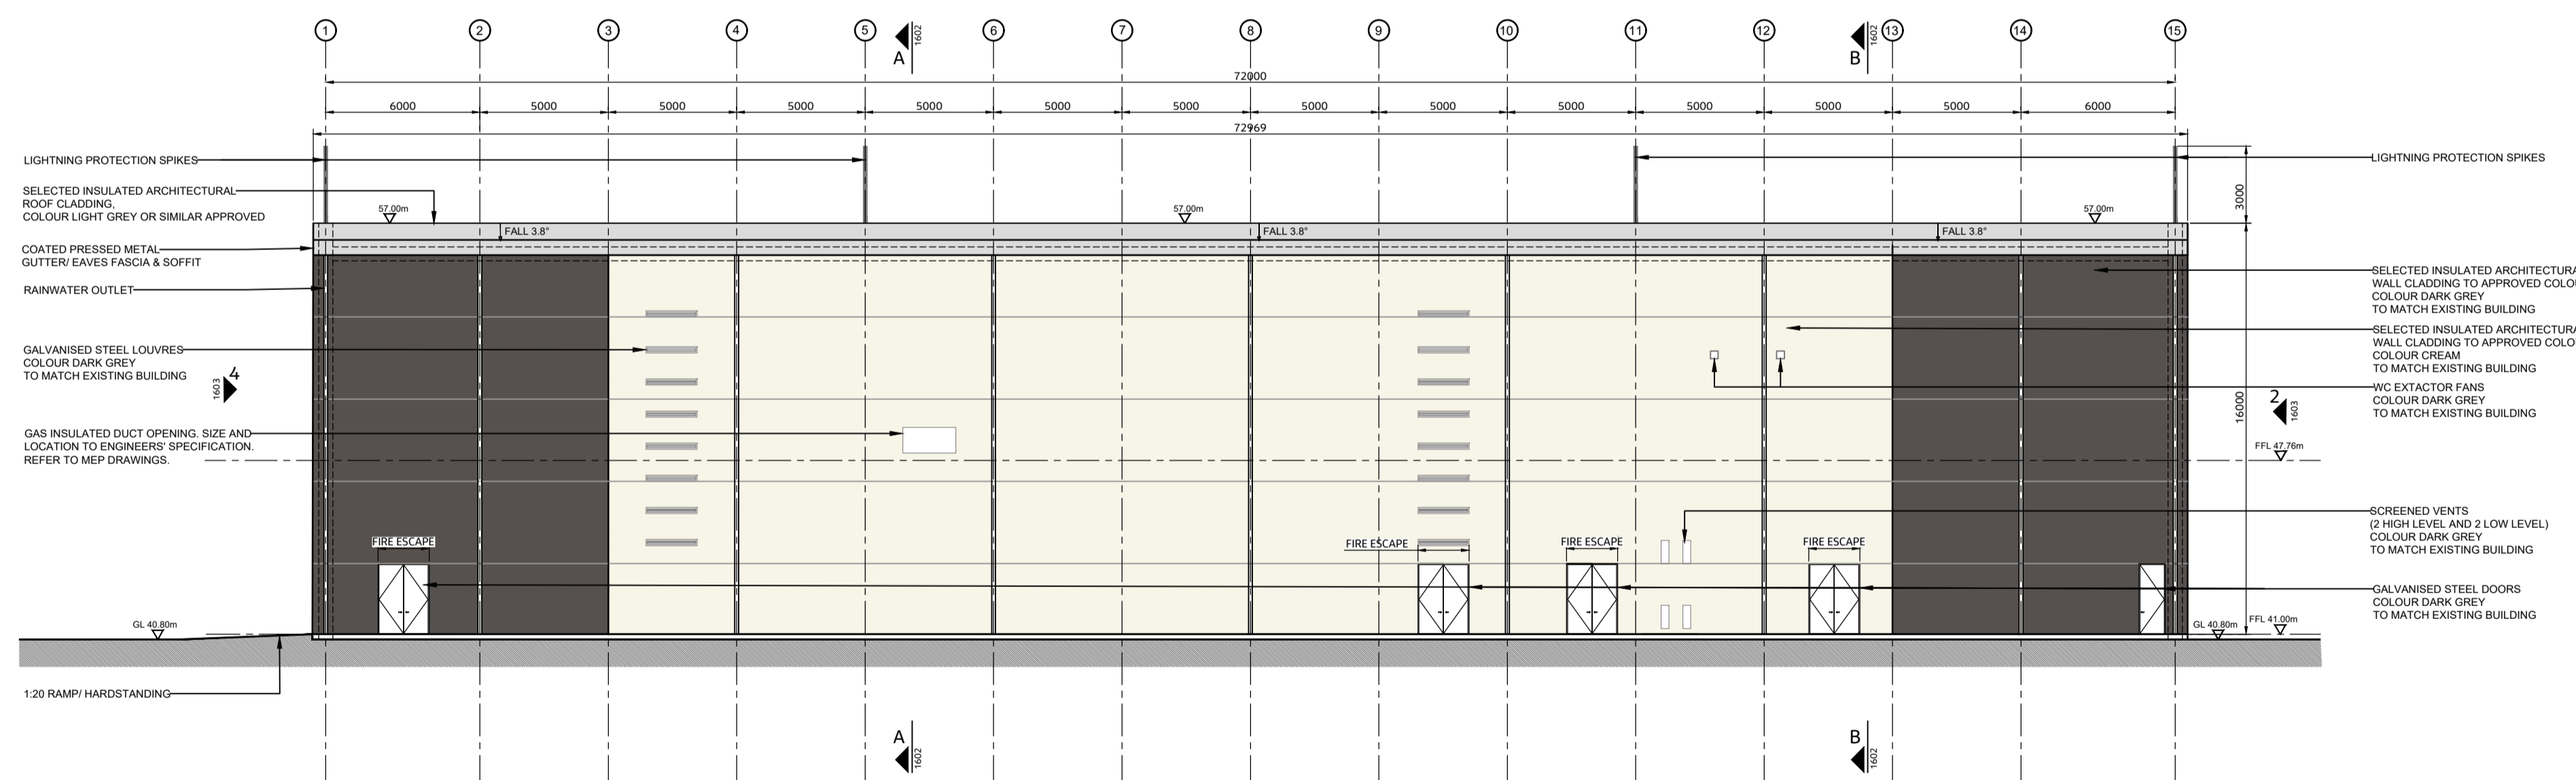 1 2 3 4 5 6 7 8 9 10 11 12 13 14 15
A 1602
B 1602
72000
6000 5000 5000 5000 5000 5000 5000 5000 5000 5000 5000 5000 5000 6000
72969
LIGHTNING PROTECTION SPIKES
SELECTED INSULATED ARCHITECTURAL
ROOF CLADDING,
COLOUR LIGHT GREY OR SIMILAR APPROVED
COATED PRESSED METAL
GUTTER/ EAVES FASCIA & SOFFIT
RAINWATER OUTLET
GALVANISED STEEL LOUVRES
COLOUR DARK GREY
TO MATCH EXISTING BUILDING
4 1603
GAS INSULATED DUCT OPENING. SIZE AND
LOCATION TO ENGINEERS' SPECIFICATION.
REFER TO MEP DRAWINGS.
GL 40.80m
1:20 RAMP/ HARDSTANDING
57.00m 57.00m 57.00m
FALL 3.8° FALL 3.8° FALL 3.8°
FIRE ESCAPE FIRE ESCAPE FIRE ESCAPE FIRE ESCAPE
LIGHTNING PROTECTION SPIKES
3000
16000
SELECTED INSULATED ARCHITECTURA
WALL CLADDING TO APPROVED COLO
COLOUR DARK GREY
TO MATCH EXISTING BUILDING
SELECTED INSULATED ARCHITECTURA
WALL CLADDING TO APPROVED COLO
COLOUR CREAM
TO MATCH EXISTING BUILDING
WC EXTACTOR FANS
COLOUR DARK GREY
TO MATCH EXISTING BUILDING
2 1603
FFL 47.76m
SCREENED VENTS
(2 HIGH LEVEL AND 2 LOW LEVEL)
COLOUR DARK GREY
TO MATCH EXISTING BUILDING
GALVANISED STEEL DOORS
COLOUR DARK GREY
TO MATCH EXISTING BUILDING
GL 40.80m
FFL 41.00m
A 1602
B 1602